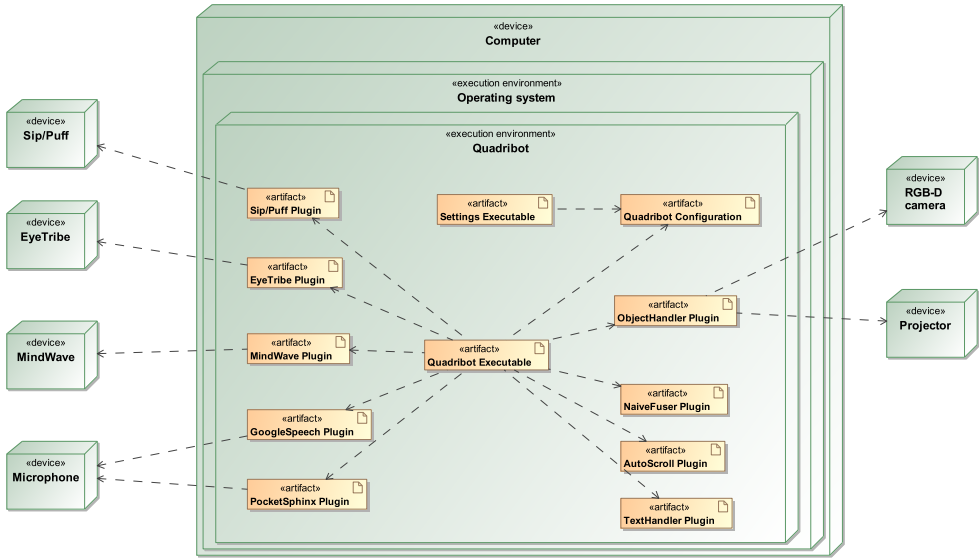 «device»
Computer
«execution environment»
Operating system
«execution environment»
Quadribot
«device»
Sip/Puff
«device»
EyeTribe
«device»
MindWave
«device»
Microphone
«artifact»
Sip/Puff Plugin
«artifact»
EyeTribe Plugin
«artifact»
MindWave Plugin
«artifact»
GoogleSpeech Plugin
«artifact»
PocketSphinx Plugin
«artifact»
Settings Executable
«artifact»
Quadribot Executable
«artifact»
Quadribot Configuration
«artifact»
ObjectHandler Plugin
«artifact»
NaiveFuser Plugin
«artifact»
AutoScroll Plugin
«artifact»
TextHandler Plugin
«device»
RGB-D
camera
«device»
Projector